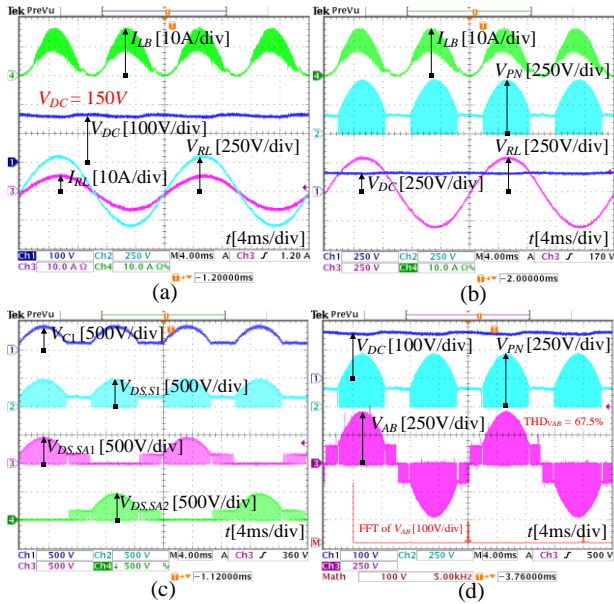 Tek PreVu
I_LB [10A/div]
V_DC = 150V
V_DC [100V/div]
V_RL [250V/div]
I_RL [10A/div]
t[4ms/div]
Ch1 100 V Ch2 250 V M 4.00ms A Ch3 ∫ 1.20 A
Ch3 10.0 A Ω Ch4 10.0 A Ω
-1.20000ms
(a)
Tek PreVu
I_LB [10A/div]
V_PN [250V/div]
V_RL [250V/div]
V_DC [250V/div]
t[4ms/div]
Ch1 250 V Ch2 250 V M 4.00ms A Ch3 ∫ 170 V
Ch3 250 V Ch4 10.0 A Ω
-2.00000ms
(b)
Tek PreVu
V_C1 [500V/div]
V_DS,S1 [500V/div]
V_DS,SA1 [500V/div]
V_DS,SA2 [500V/div]
t[4ms/div]
Ch1 500 V Ch2 500 V M 4.00ms A Ch3 ∫ 360 V
Ch3 500 V Ch4 500 V
-1.12000ms
(c)
Tek PreVu
V_DC [100V/div]
V_PN [250V/div]
V_AB [250V/div]
THD_VAB = 67.5%
FFT of V_AB [100V/div]
t[4ms/div]
Ch1 100 V Ch2 250 V M 4.00ms A Ch3 ∫ 500 V
Ch3 250 V Math 100 V 5.00kHz
-3.76000ms
(d)